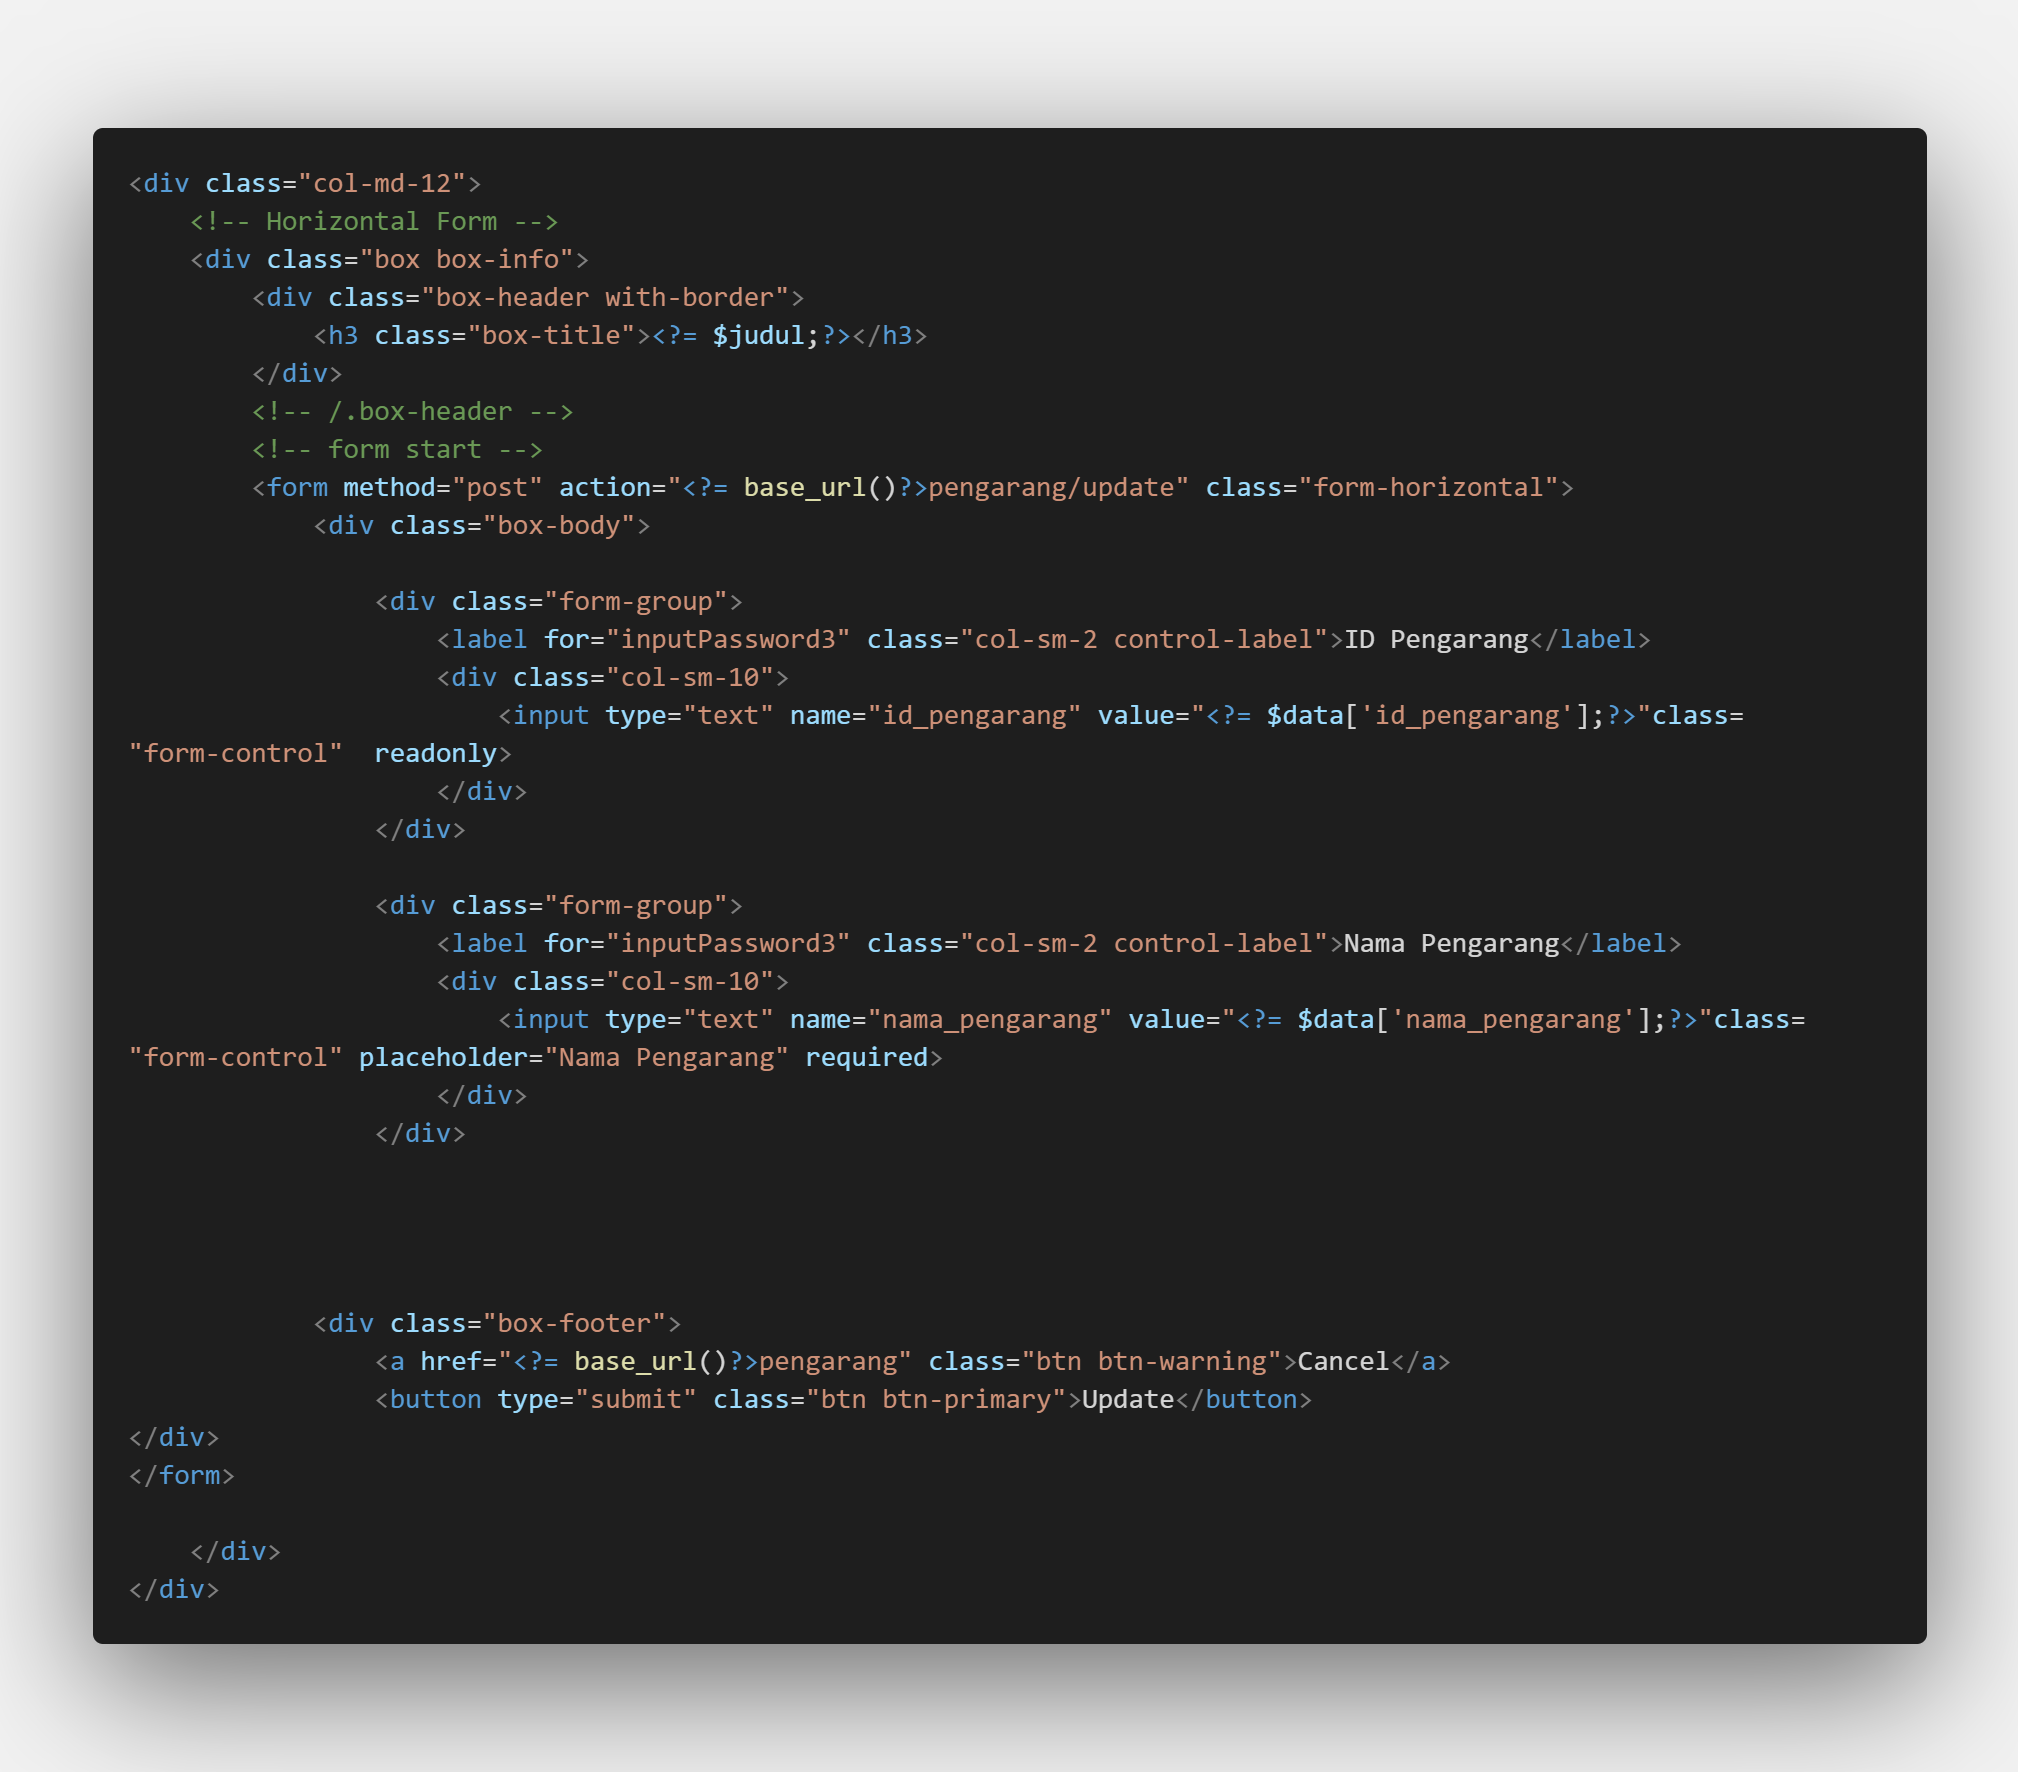 <div class="col-md-12">
    <!-- Horizontal Form -->
    <div class="box box-info">
        <div class="box-header with-border">
            <h3 class="box-title"><?= $judul;?></h3>
        </div>
        <!-- /.box-header -->
        <!-- form start -->
        <form method="post" action="<?= base_url()?>pengarang/update" class="form-horizontal">
            <div class="box-body">

                <div class="form-group">
                    <label for="inputPassword3" class="col-sm-2 control-label">ID Pengarang</label>
                    <div class="col-sm-10">
                        <input type="text" name="id_pengarang" value="<?= $data['id_pengarang'];?>"class=
"form-control"  readonly>
                    </div>
                </div>

                <div class="form-group">
                    <label for="inputPassword3" class="col-sm-2 control-label">Nama Pengarang</label>
                    <div class="col-sm-10">
                        <input type="text" name="nama_pengarang" value="<?= $data['nama_pengarang'];?>"class=
"form-control" placeholder="Nama Pengarang" required>
                    </div>
                </div>

            <div class="box-footer">
                <a href="<?= base_url()?>pengarang" class="btn btn-warning">Cancel</a>
                <button type="submit" class="btn btn-primary">Update</button>
</div>
</form>

    </div>
</div>